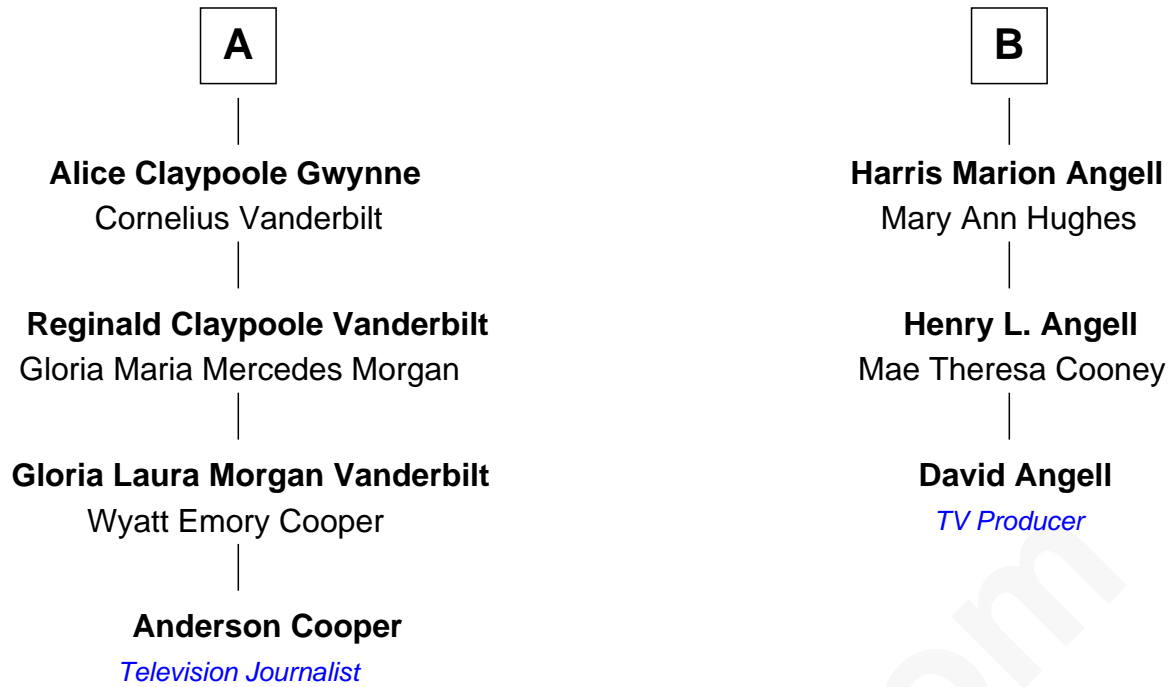 A
Alice Claypoole Gwynne
Cornelius Vanderbilt
Reginald Claypoole Vanderbilt
Gloria Maria Mercedes Morgan
Gloria Laura Morgan Vanderbilt
Wyatt Emory Cooper
Anderson Cooper
Television Journalist
B
Harris Marion Angell
Mary Ann Hughes
Henry L. Angell
Mae Theresa Cooney
David Angell
TV Producer
om